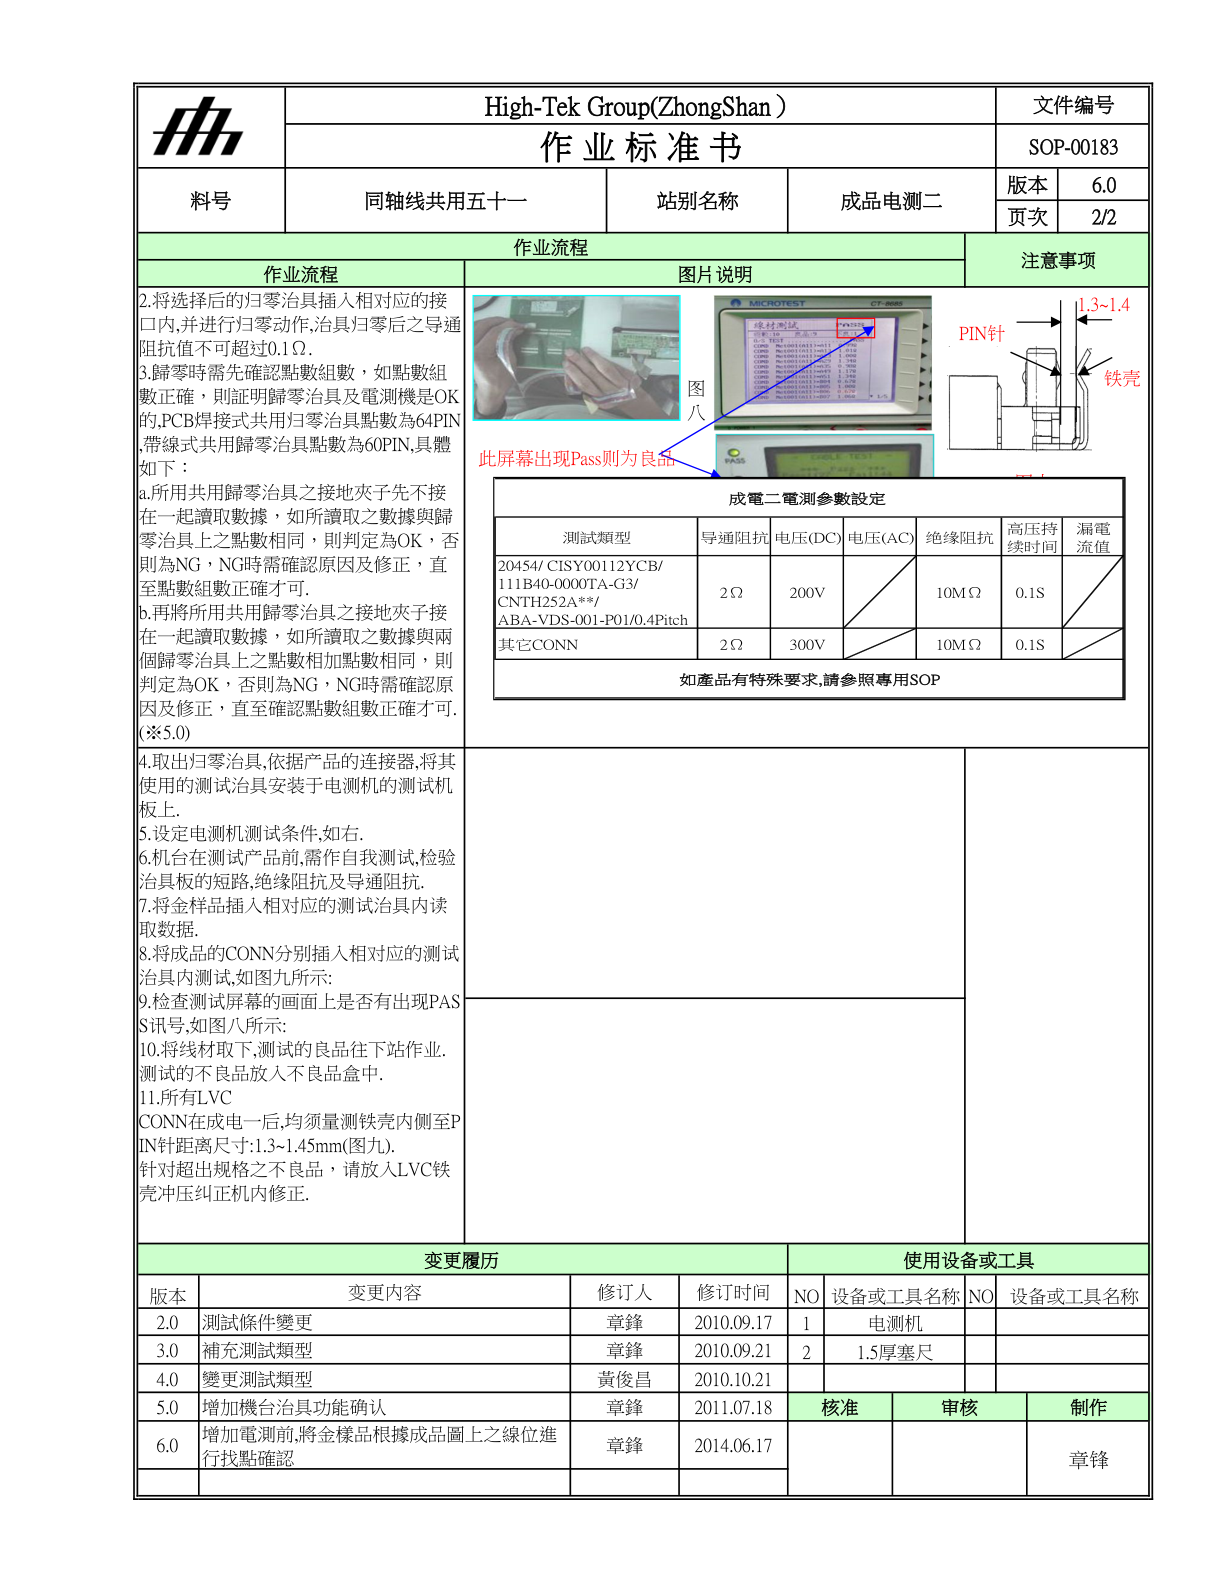 High-Tek Group(ZhongShan )
文件编号
作 业 标 准 书
SOP-00183
料号
同轴线共用五十一
站别名称
成品电测二
版本
6.0
页次
2/2
作业流程
注意事项
作业流程
图片说明
2.将选择后的归零治具插入相对应的接
口内,并进行归零动作,治具归零后之导通
阻抗值不可超过0.1Ω.
3.歸零時需先確認點數組數，如點數組
數正確，則証明歸零治具及電測機是OK
的,PCB焊接式共用归零治具點數為64PIN
,帶線式共用歸零治具點數為60PIN,具體
如下：
a.所用共用歸零治具之接地夾子先不接
在一起讀取數據，如所讀取之數據與歸
零治具上之點數相同，則判定為OK，否
則為NG，NG時需確認原因及修正，直
至點數組數正確才可.
b.再將所用共用歸零治具之接地夾子接
在一起讀取數據，如所讀取之數據與兩
個歸零治具上之點數相加點數相同，則
判定為OK，否則為NG，NG時需確認原
因及修正，直至確認點數組數正確才可.
(※5.0)
图
八
MICROTEST
CT-8685
線材測試
此屏幕出现Pass则为良品
PASS
CABLE TEST
1.3~1.4
PIN针
铁壳
成電二電測參數設定
測試類型
导通阻抗
电压(DC)
电压(AC)
绝缘阻抗
高压持
续时间
漏電
流值
20454/ CISY00112YCB/
111B40-0000TA-G3/
CNTH252A**/
ABA-VDS-001-P01/0.4Pitch
2Ω
200V
10MΩ
0.1S
其它CONN
2Ω
300V
10MΩ
0.1S
如產品有特殊要求,請參照專用SOP
4.取出归零治具,依据产品的连接器,将其
使用的测试治具安装于电测机的测试机
板上.
5.设定电测机测试条件,如右.
6.机台在测试产品前,需作自我测试,检验
治具板的短路,绝缘阻抗及导通阻抗.
7.将金样品插入相对应的测试治具内读
取数据.
8.将成品的CONN分别插入相对应的测试
治具内测试,如图九所示:
9.检查测试屏幕的画面上是否有出现PAS
S讯号,如图八所示:
10.将线材取下,测试的良品往下站作业.
测试的不良品放入不良品盒中.
11.所有LVC
CONN在成电一后,均须量测铁壳内侧至P
IN针距离尺寸:1.3~1.45mm(图九).
针对超出规格之不良品，请放入LVC铁
壳冲压纠正机内修正.
变更履历
使用设备或工具
版本
变更内容
修订人
修订时间
NO
设备或工具名称
NO
设备或工具名称
2.0
測試條件變更
章鋒
2010.09.17
1
电测机
3.0
補充測試類型
章鋒
2010.09.21
2
1.5厚塞尺
4.0
變更測試類型
黃俊昌
2010.10.21
5.0
增加機台治具功能确认
章鋒
2011.07.18
核准
审核
制作
6.0
增加電測前,將金樣品根據成品圖上之線位進
行找點確認
章鋒
2014.06.17
章锋